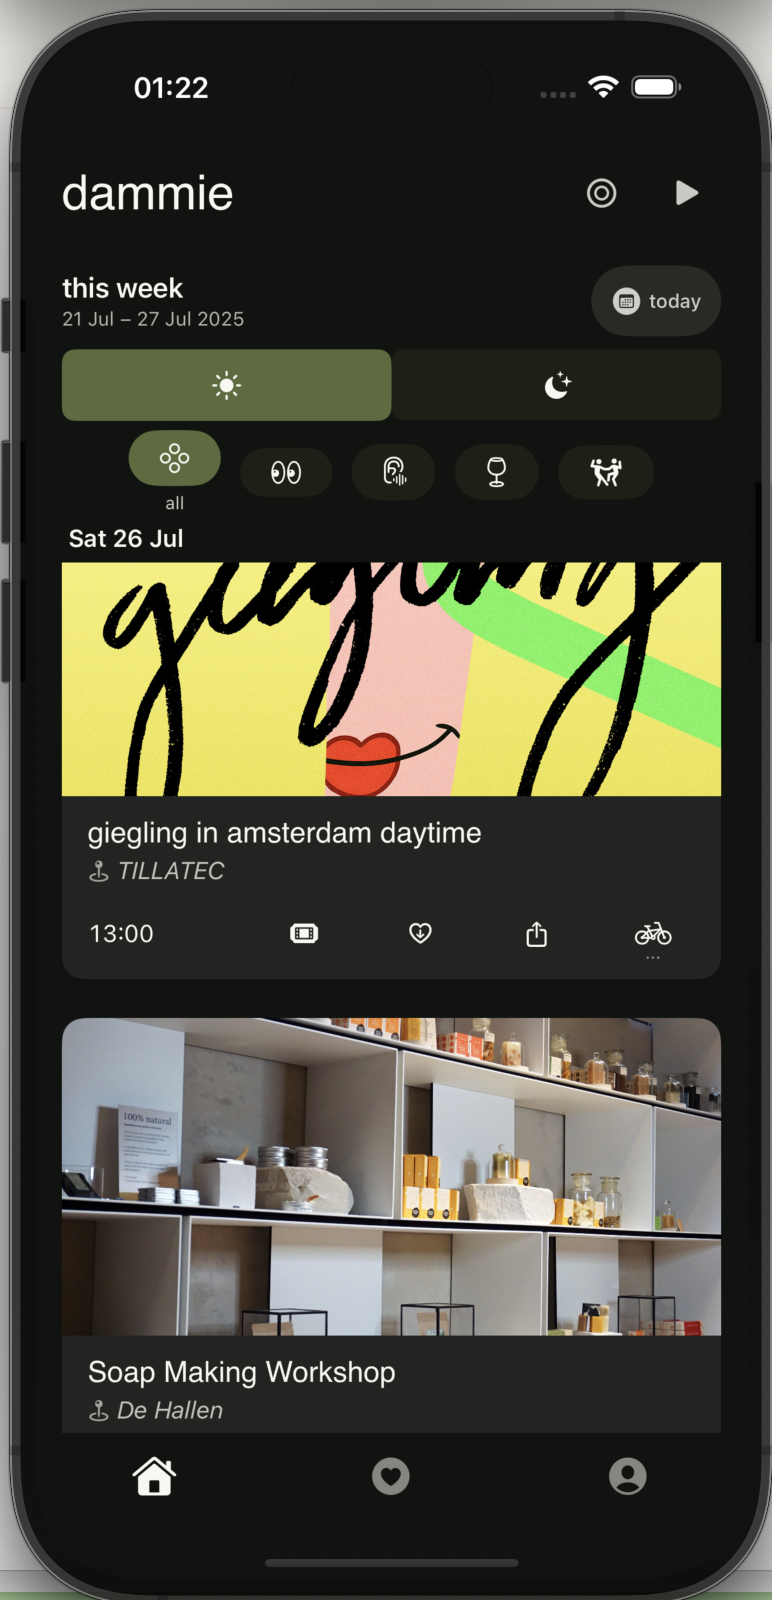 01:22
dammie
this week
21 Jul – 27 Jul 2025
today
all
Sat 26 Jul
giegling
giegling in amsterdam daytime
TILLATEC
13:00
...
100% natural
Soap Making Workshop
De Hallen